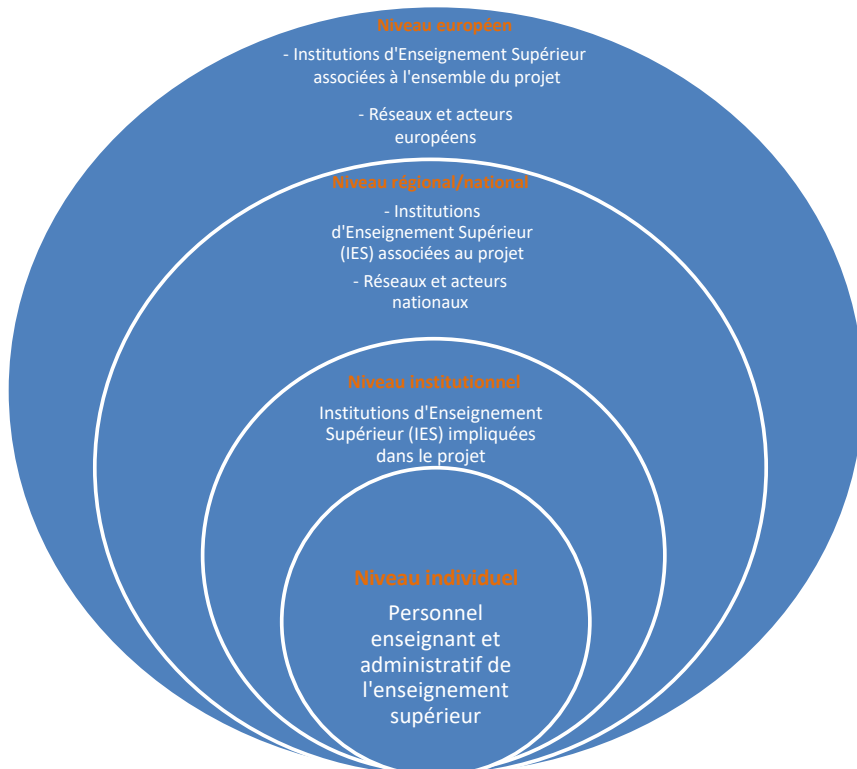 Niveau européen
- Institutions d'Enseignement Supérieur
associées à l'ensemble du projet
- Réseaux et acteurs
européens
Niveau régional/national
- Institutions
d'Enseignement Supérieur
(IES) associées au projet
- Réseaux et acteurs
nationaux
Niveau institutionnel
Institutions d'Enseignement
Supérieur (IES) impliquées
dans le projet
Niveau individuel
Personnel
enseignant et
administratif de
l'enseignement
supérieur